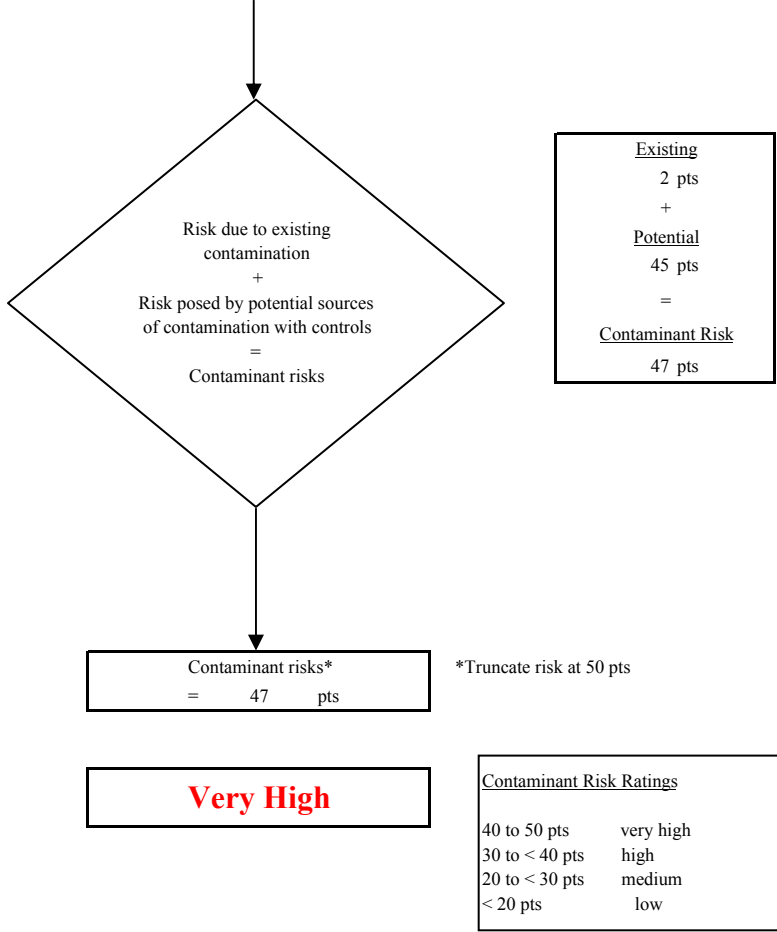 Risk due to existing
contamination
+
Risk posed by potential sources
of contamination with controls
=
Contaminant risks
Existing
2 pts
+
Potential
45 pts
=
Contaminant Risk
47 pts
Contaminant risks*
= 47 pts
*Truncate risk at 50 pts
Very High
Contaminant Risk Ratings
40 to 50 pts very high
30 to < 40 pts high
20 to < 30 pts medium
< 20 pts low